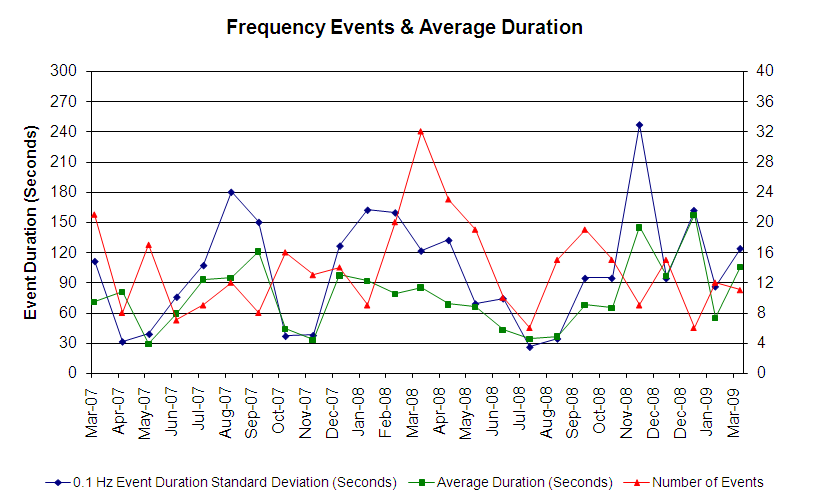 Frequency Events & Average Duration
Event Duration (Seconds)
300
270
240
210
180
150
120
90
60
30
0
40
36
32
28
24
20
16
12
8
4
0
Mar-07
Apr-07
May-07
Jun-07
Jul-07
Aug-07
Sep-07
Oct-07
Nov-07
Dec-07
Jan-08
Feb-08
Mar-08
Apr-08
May-08
Jun-08
Jul-08
Aug-08
Sep-08
Oct-08
Nov-08
Dec-08
Dec-08
Jan-09
Mar-09
0.1 Hz Event Duration Standard Deviation (Seconds) Average Duration (Seconds) Number of Events